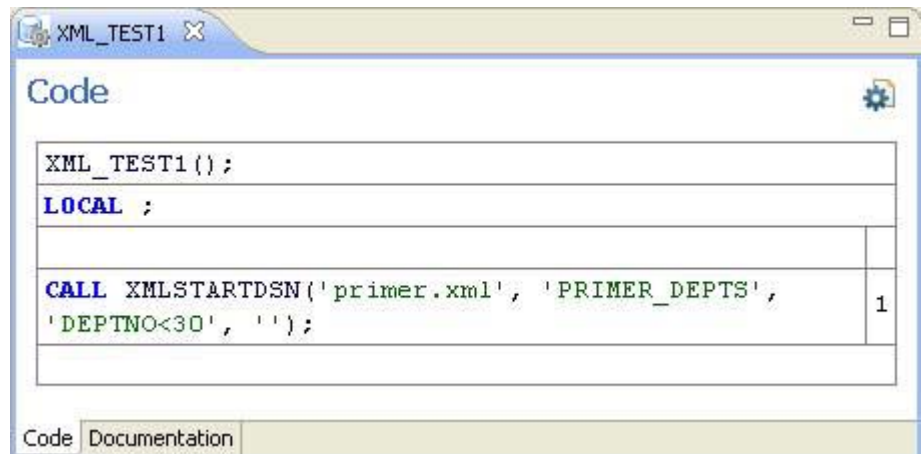 XML_TEST1
Code
XML_TEST1();
LOCAL ;
CALL XMLSTARTDSN('primer.xml', 'PRIMER_DEPTS',
'DEPTNO<30', '');
1
Code Documentation